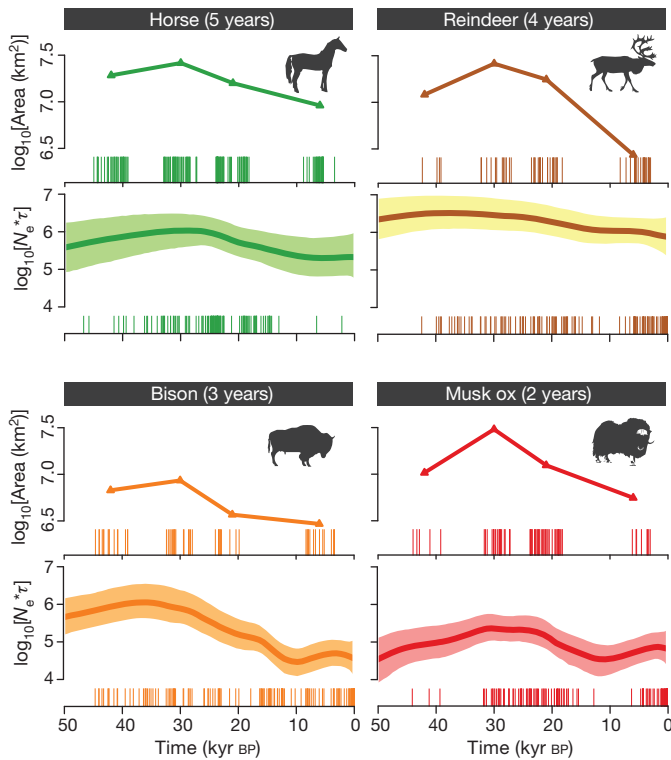 Horse (5 years)
Reindeer (4 years)
log10[Area (km²)]
7.5
7.0
6.5
log10[Ne*τ]
7
6
5
4
Bison (3 years)
Musk ox (2 years)
log10[Area (km²)]
7.5
7.0
6.5
log10[Ne*τ]
7
6
5
4
50 40 30 20 10 0
50 40 30 20 10 0
Time (kyr BP)
Time (kyr BP)